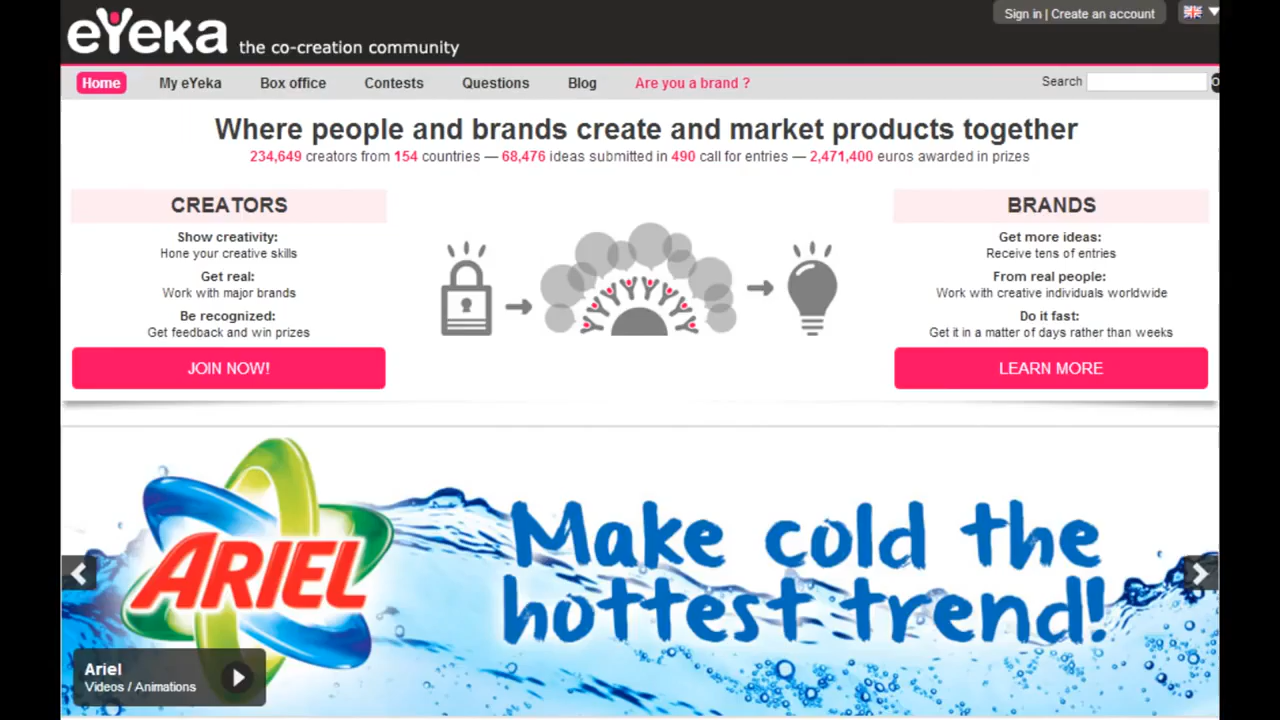 eYeka the co-creation community
Sign in | Create an account
Home My eYeka Box office Contests Questions Blog Are you a brand ?
Search
Where people and brands create and market products together
234,649 creators from 154 countries — 68,476 ideas submitted in 490 call for entries — 2,471,400 euros awarded in prizes
CREATORS
Show creativity:
Hone your creative skills
Get real:
Work with major brands
Be recognized:
Get feedback and win prizes
JOIN NOW!
BRANDS
Get more ideas:
Receive tens of entries
From real people:
Work with creative individuals worldwide
Do it fast:
Get it in a matter of days rather than weeks
LEARN MORE
ARIEL
Make cold the
hottest trend!
Ariel
Videos / Animations